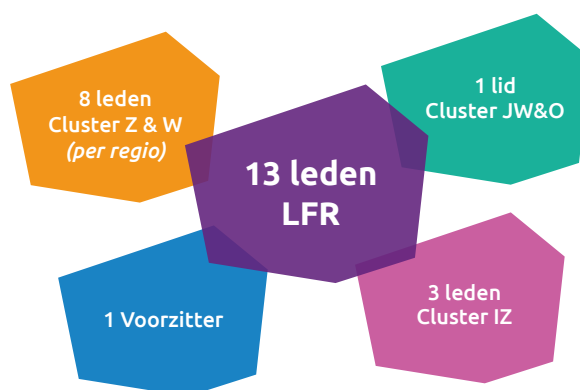 8 leden
Cluster Z & W
(per regio)
1 lid
Cluster JW&O
13 leden
LFR
1 Voorzitter
3 leden
Cluster IZ